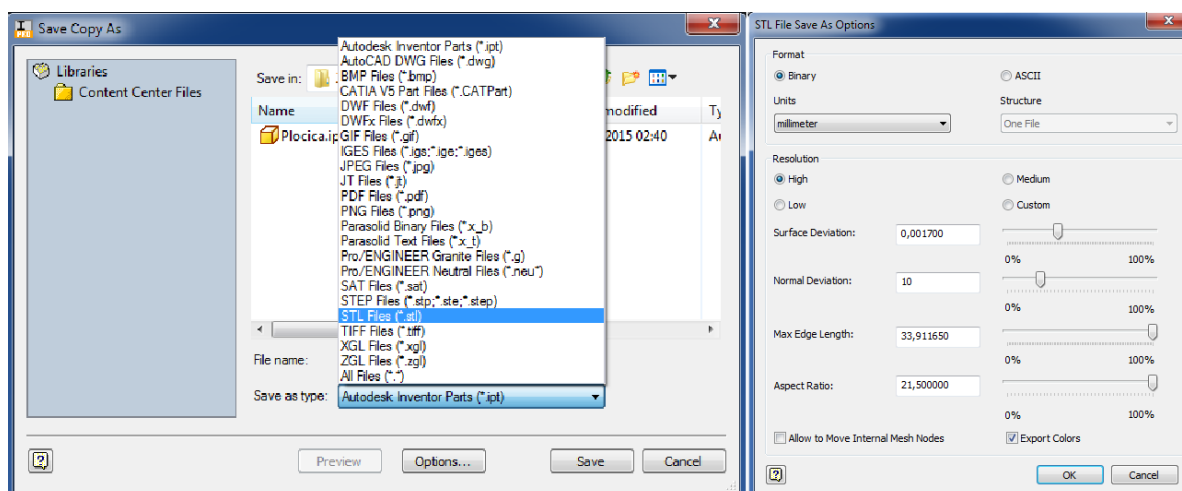 Save Copy As
Libraries
Content Center Files
Save in:
Name
modified
Plocica.ip
2015 02:40
Autodesk Inventor Parts (*.ipt)
AutoCAD DWG Files (*.dwg)
BMP Files (*.bmp)
CATIA V5 Part Files (*.CATPart)
DWF Files (*.dwf)
DWFx Files (*.dwfx)
GIF Files (*.gif)
IGES Files (*.igs;*.ige;*.iges)
JPEG Files (*.jpg)
JT Files (*.jt)
PDF Files (*.pdf)
PNG Files (*.png)
Parasolid Binary Files (*.x_b)
Parasolid Text Files (*.x_t)
Pro/ENGINEER Granite Files (*.g)
Pro/ENGINEER Neutral Files (*.neu*)
SAT Files (*.sat)
STEP Files (*.stp;*.ste;*.step)
STL Files (*.stl)
TIFF Files (*.tiff)
XGL Files (*.xgl)
ZGL Files (*.zgl)
All Files (*.*)
File name:
Save as type: Autodesk Inventor Parts (*.ipt)
Preview Options... Save Cancel
STL File Save As Options
Format
Binary ASCII
Units Structure
millimeter One File
Resolution
High Medium
Low Custom
Surface Deviation: 0,001700
0% 100%
Normal Deviation: 10
0% 100%
Max Edge Length: 33,911650
0% 100%
Aspect Ratio: 21,500000
0% 100%
Allow to Move Internal Mesh Nodes Export Colors
OK Cancel